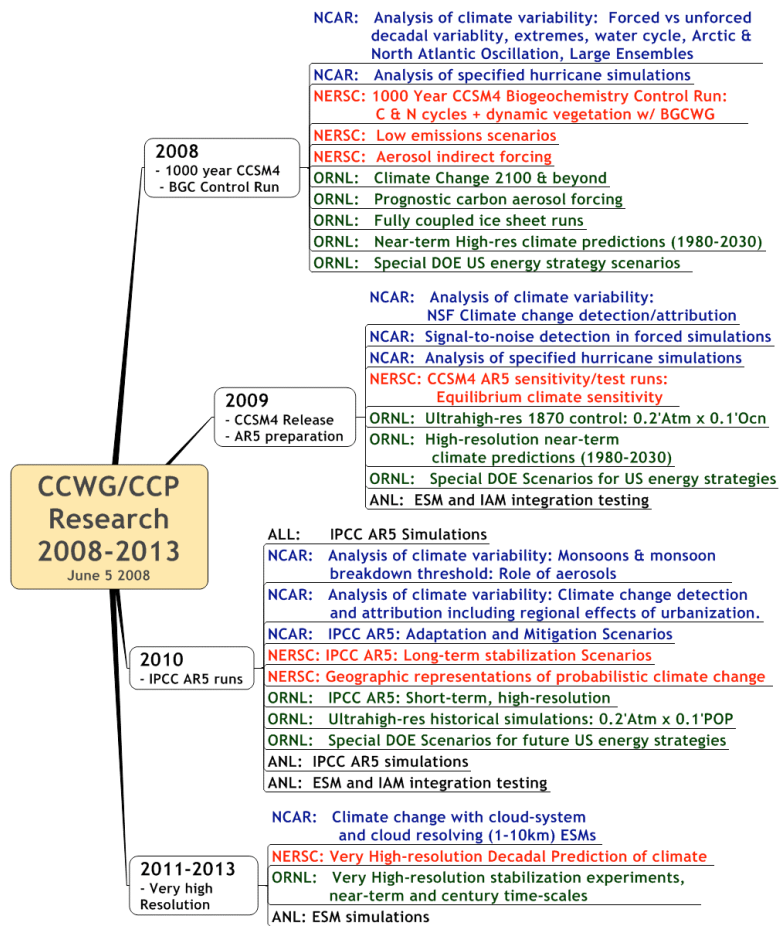 CCWG/CCP
Research
2008-2013
June 5 2008
2008
- 1000 year CCSM4
- BGC Control Run
NCAR: Analysis of climate variability: Forced vs unforced
decadal variablity, extremes, water cycle, Arctic &
North Atlantic Oscillation, Large Ensembles
NCAR: Analysis of specified hurricane simulations
NERSC: 1000 Year CCSM4 Biogeochemistry Control Run:
C & N cycles + dynamic vegetation w/ BGCWG
NERSC: Low emissions scenarios
NERSC: Aerosol indirect forcing
ORNL: Climate Change 2100 & beyond
ORNL: Prognostic carbon aerosol forcing
ORNL: Fully coupled ice sheet runs
ORNL: Near-term High-res climate predictions (1980-2030)
ORNL: Special DOE US energy strategy scenarios
2009
- CCSM4 Release
- AR5 preparation
NCAR: Analysis of climate variability:
NSF Climate change detection/attribution
NCAR: Signal-to-noise detection in forced simulations
NCAR: Analysis of specified hurricane simulations
NERSC: CCSM4 AR5 sensitivity/test runs:
Equilibrium climate sensitivity
ORNL: Ultrahigh-res 1870 control: 0.2'Atm x 0.1'Ocn
ORNL: High-resolution near-term
climate predictions (1980-2030)
ORNL: Special DOE Scenarios for US energy strategies
ANL: ESM and IAM integration testing
2010
- IPCC AR5 runs
ALL: IPCC AR5 Simulations
NCAR: Analysis of climate variability: Monsoons & monsoon
breakdown threshold: Role of aerosols
NCAR: Analysis of climate variability: Climate change detection
and attribution including regional effects of urbanization.
NCAR: IPCC AR5: Adaptation and Mitigation Scenarios
NERSC: IPCC AR5: Long-term stabilization Scenarios
NERSC: Geographic representations of probabilistic climate change
ORNL: IPCC AR5: Short-term, high-resolution
ORNL: Ultrahigh-res historical simulations: 0.2'Atm x 0.1'POP
ORNL: Special DOE Scenarios for future US energy strategies
ANL: IPCC AR5 simulations
ANL: ESM and IAM integration testing
2011-2013
- Very high
Resolution
NCAR: Climate change with cloud-system
and cloud resolving (1-10km) ESMs
NERSC: Very High-resolution Decadal Prediction of climate
ORNL: Very High-resolution stabilization experiments,
near-term and century time-scales
ANL: ESM simulations